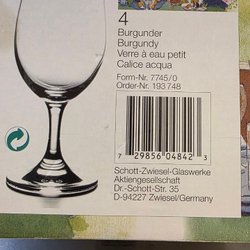 4
Burgunder
Burgundy
Verre à eau petit
Calice acqua
Form-Nr. 7745/0
Order-Nr. 193 748
7 29856 04842 3
Schott-Zwiesel-Glaswerke
Aktiengesellschaft
Dr.-Schott-Str. 35
D-94227 Zwiesel/Germany